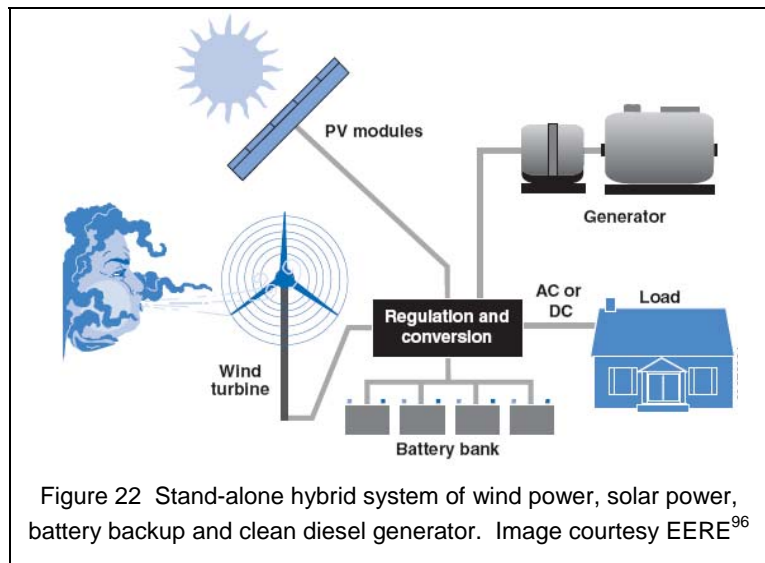 PV modules
Generator
AC or
DC
Load
Regulation and
conversion
Wind
turbine
Battery bank
Figure 22  Stand-alone hybrid system of wind power, solar power,
battery backup and clean diesel generator.  Image courtesy EERE96